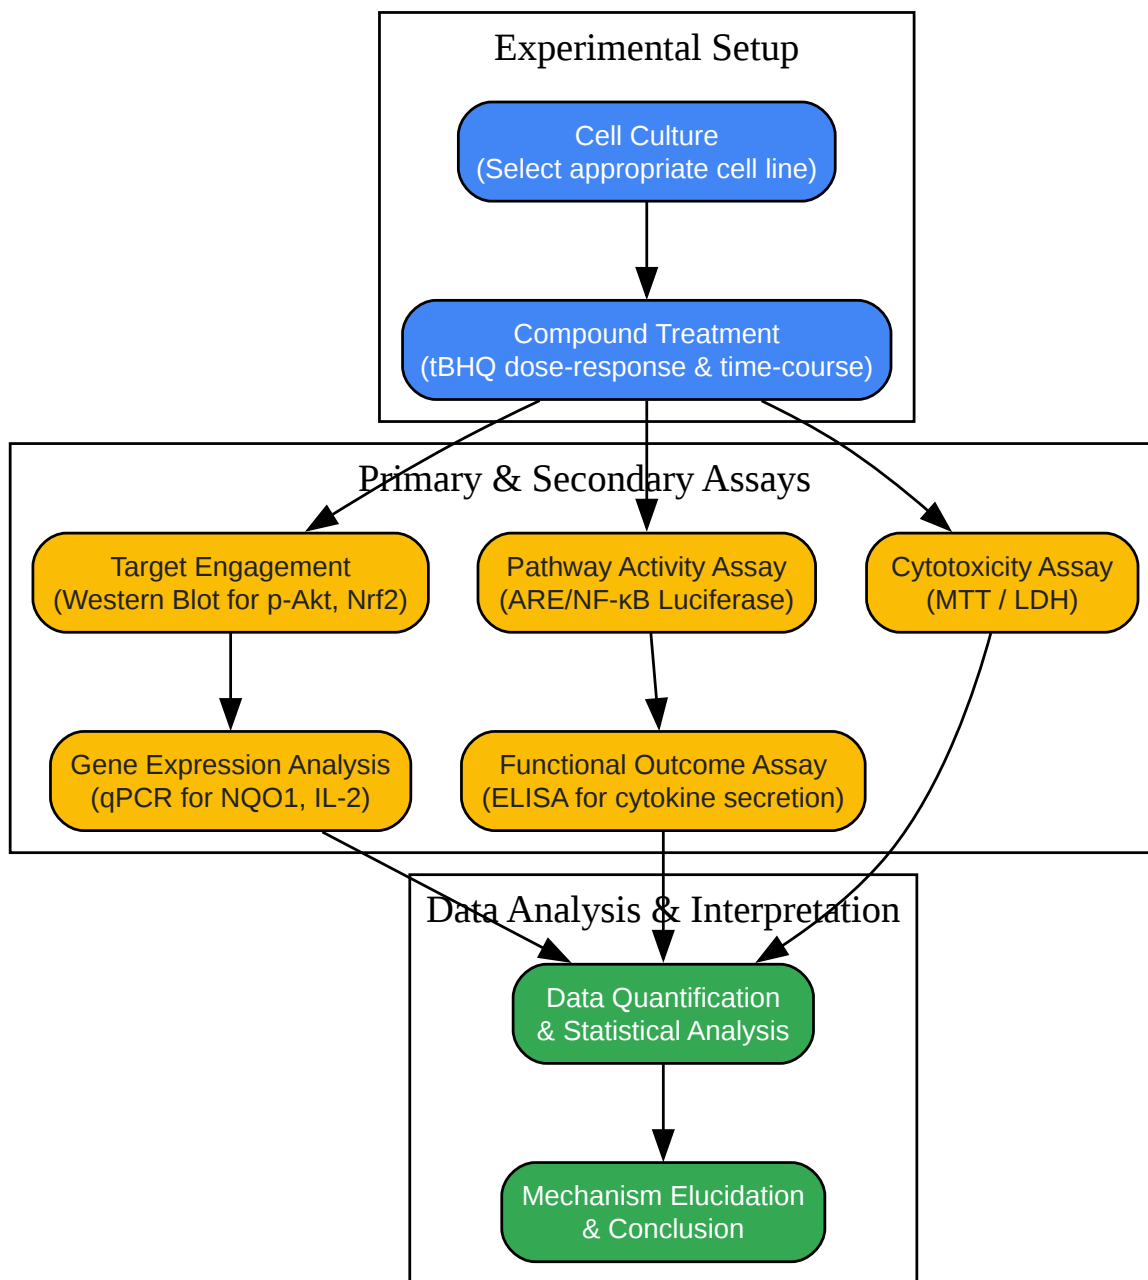 Experimental Setup
Cell Culture
(Select appropriate cell line)
Compound Treatment
(tBHQ dose-response & time-course)
Primary & Secondary Assays
Target Engagement
(Western Blot for p-Akt, Nrf2)
Pathway Activity Assay
(ARE/NF-κB Luciferase)
Cytotoxicity Assay
(MTT / LDH)
Gene Expression Analysis
(qPCR for NQO1, IL-2)
Functional Outcome Assay
(ELISA for cytokine secretion)
Data Analysis & Interpretation
Data Quantification
& Statistical Analysis
Mechanism Elucidation
& Conclusion